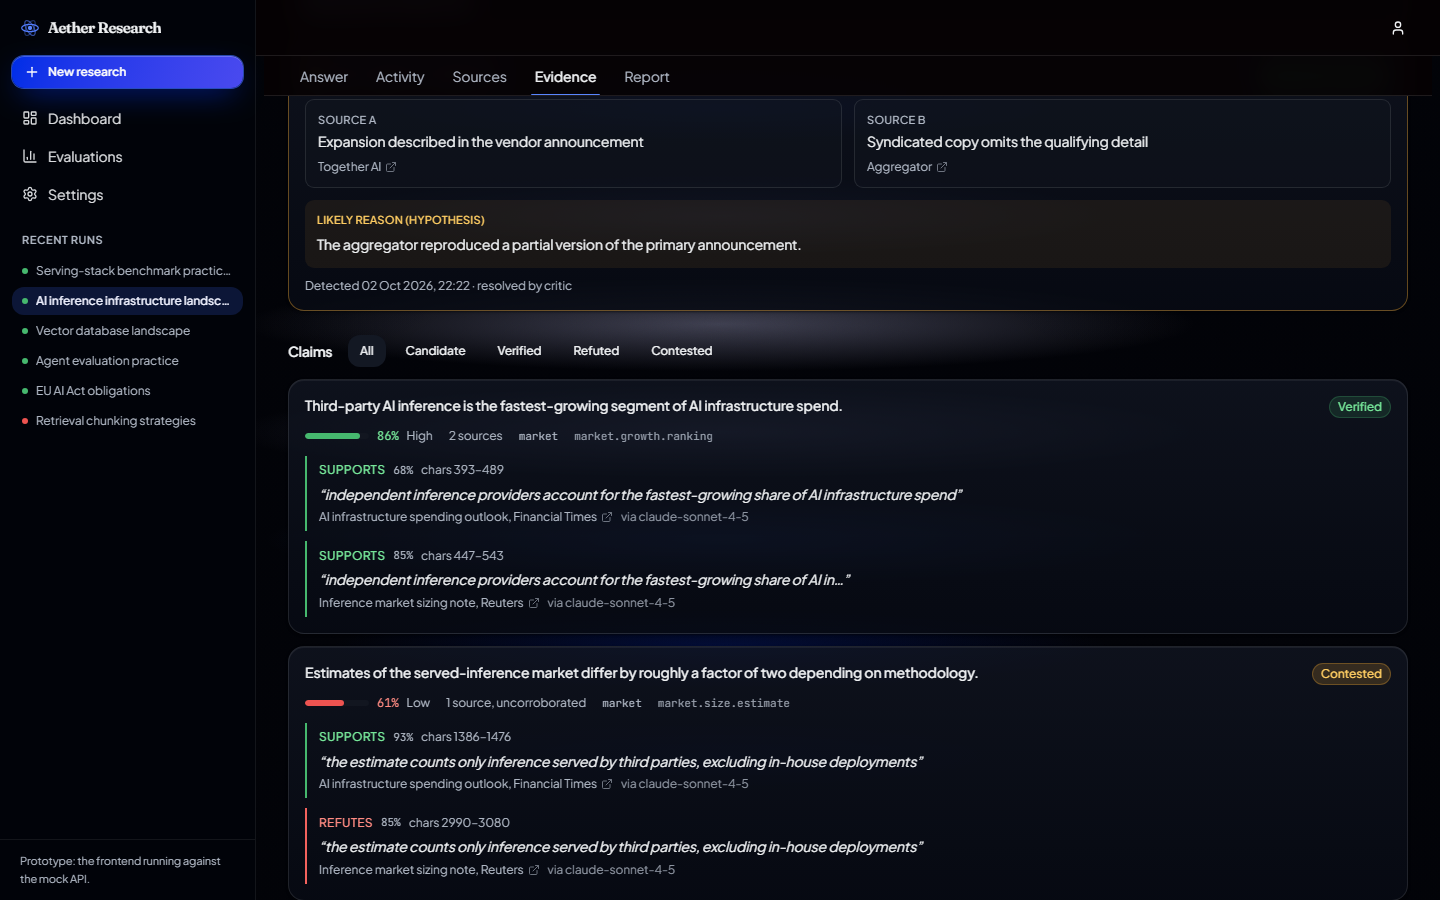 Aether Research
New research
Dashboard
Evaluations
Settings
RECENT RUNS
Serving-stack benchmark practic...
AI inference infrastructure landsc...
Vector database landscape
Agent evaluation practice
EU AI Act obligations
Retrieval chunking strategies
Prototype: the frontend running against
the mock API.
Answer Activity Sources Evidence Report
SOURCE A
Expansion described in the vendor announcement
Together AI
SOURCE B
Syndicated copy omits the qualifying detail
Aggregator
LIKELY REASON (HYPOTHESIS)
The aggregator reproduced a partial version of the primary announcement.
Detected 02 Oct 2026, 22:22 · resolved by critic
Claims All Candidate Verified Refuted Contested
Third-party AI inference is the fastest-growing segment of AI infrastructure spend. Verified
86% High 2 sources market market.growth.ranking
SUPPORTS 68% chars 393–489
“independent inference providers account for the fastest-growing share of AI infrastructure spend”
AI infrastructure spending outlook, Financial Times via claude-sonnet-4-5
SUPPORTS 85% chars 447–543
“independent inference providers account for the fastest-growing share of AI in…”
Inference market sizing note, Reuters via claude-sonnet-4-5
Estimates of the served-inference market differ by roughly a factor of two depending on methodology. Contested
61% Low 1 source, uncorroborated market market.size.estimate
SUPPORTS 93% chars 1386–1476
“the estimate counts only inference served by third parties, excluding in-house deployments”
AI infrastructure spending outlook, Financial Times via claude-sonnet-4-5
REFUTES 85% chars 2990–3080
“the estimate counts only inference served by third parties, excluding in-house deployments”
Inference market sizing note, Reuters via claude-sonnet-4-5